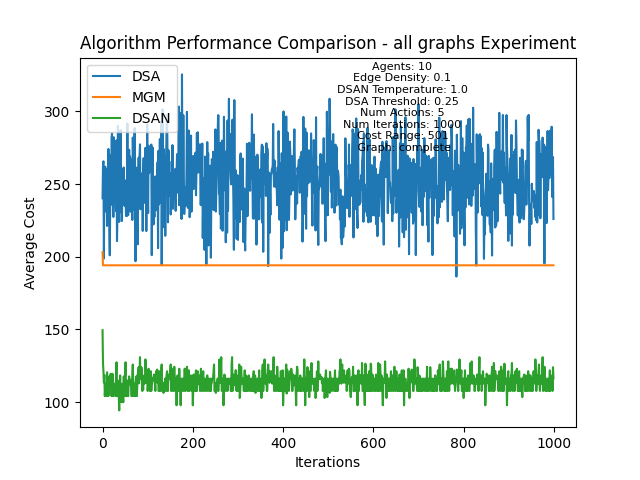 Algorithm Performance Comparison - all graphs Experiment
DSA
MGM
DSAN
Agents: 10
Edge Density: 0.1
DSAN Temperature: 1.0
DSA Threshold: 0.25
Num Actions: 5
Num Iterations: 1000
Cost Range: 501
Graph: complete
Average Cost
300
250
200
150
100
0
200
400
600
800
1000
Iterations